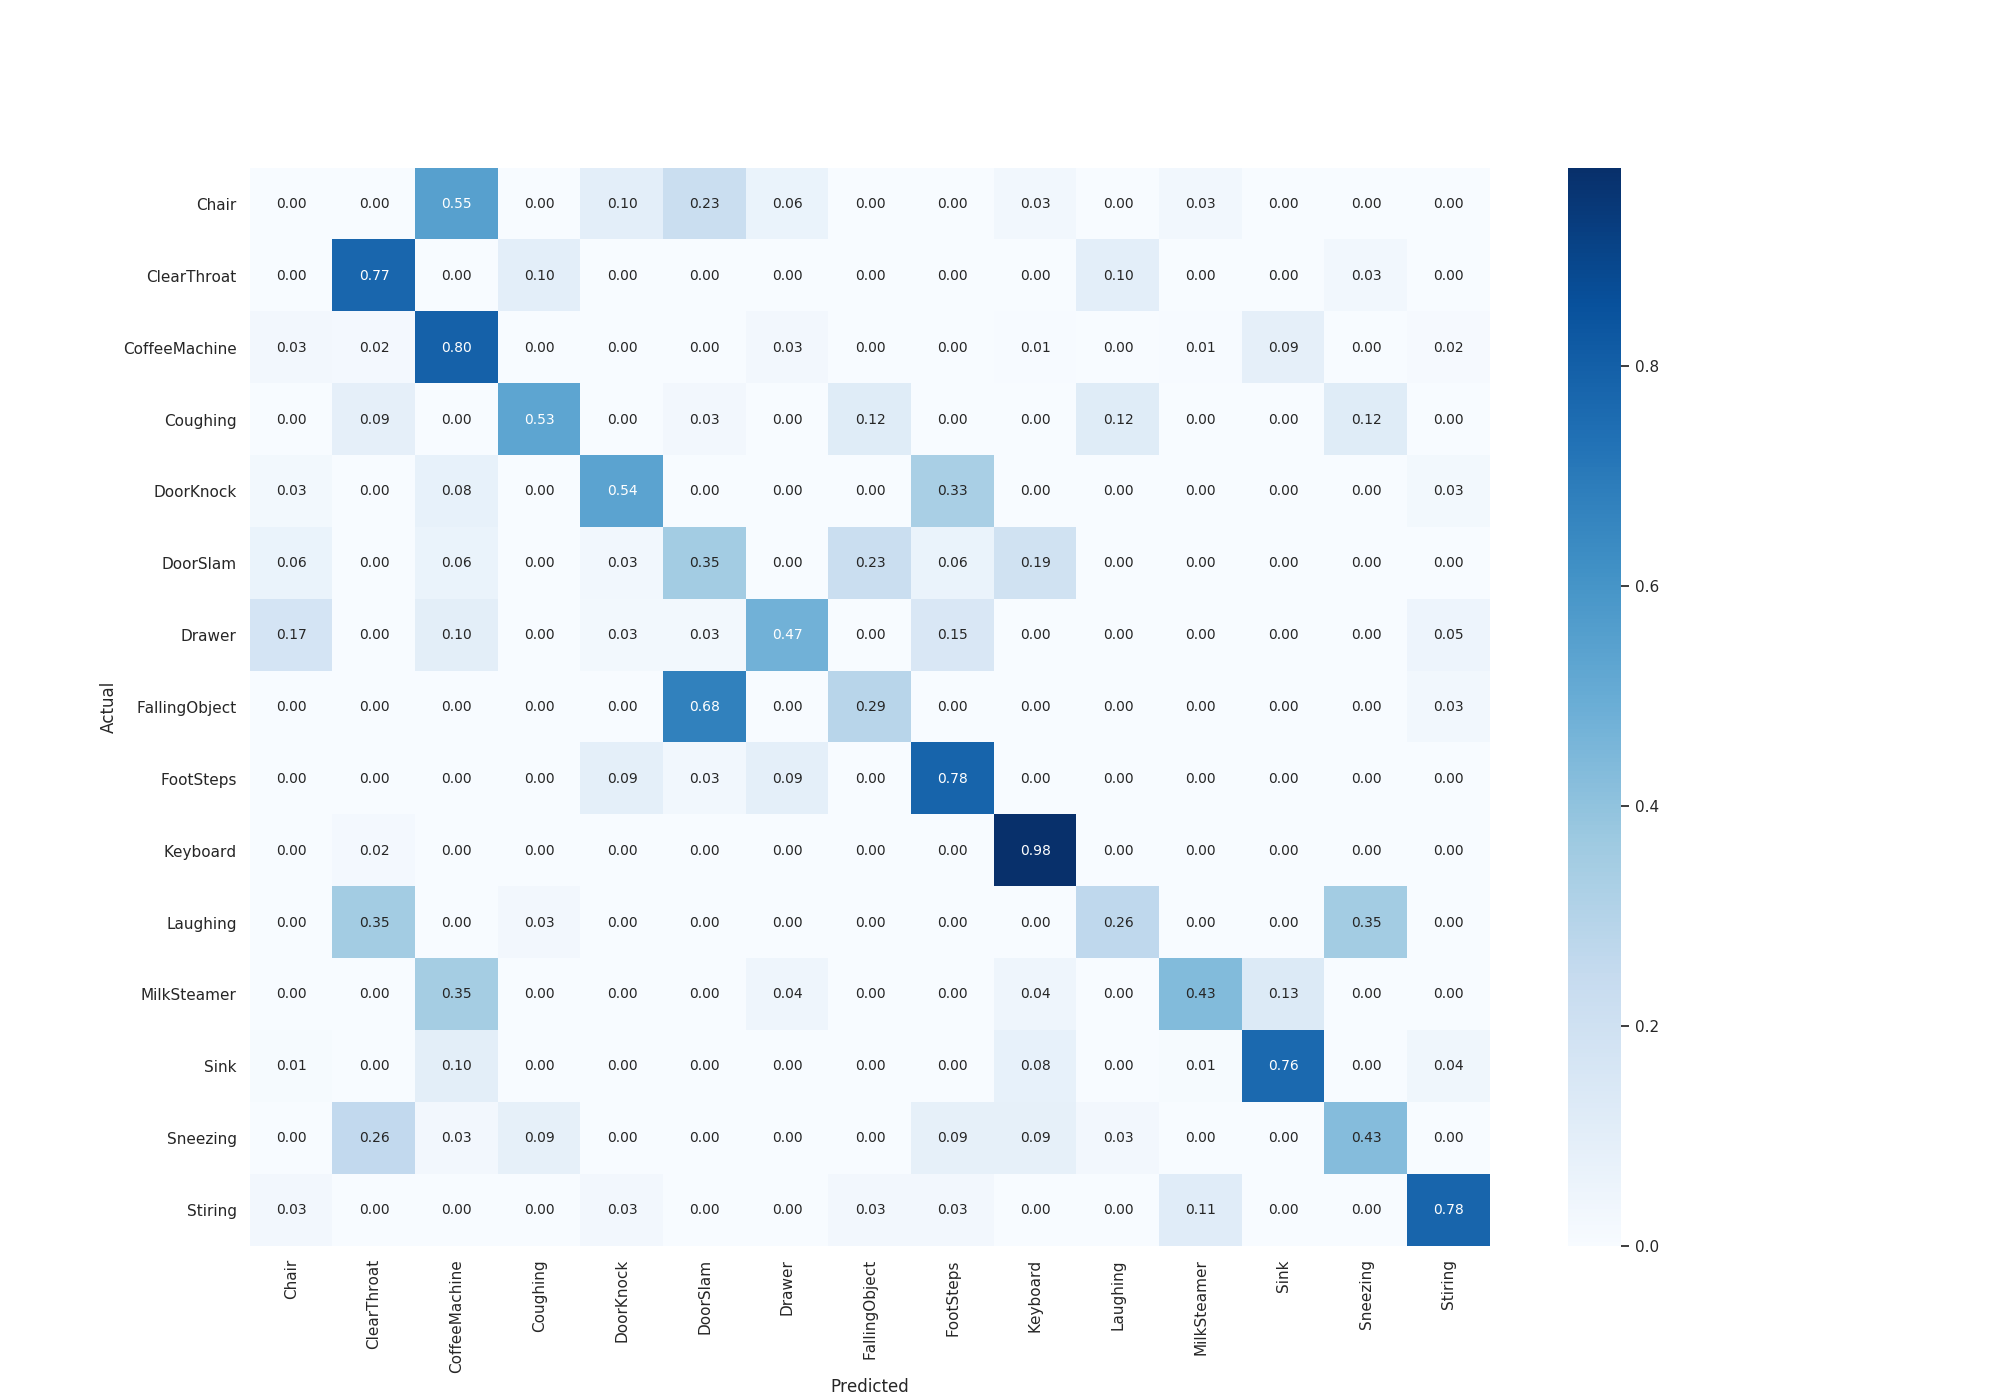 Chair 0.00 0.00 0.55 0.00 0.10 0.23 0.06 0.00 0.00 0.03 0.00 0.03 0.00 0.00 0.00
ClearThroat 0.00 0.77 0.00 0.10 0.00 0.00 0.00 0.00 0.00 0.00 0.10 0.00 0.00 0.03 0.00
CoffeeMachine 0.03 0.02 0.80 0.00 0.00 0.00 0.03 0.00 0.00 0.01 0.00 0.01 0.09 0.00 0.02
0.8
Coughing 0.00 0.09 0.00 0.53 0.00 0.03 0.00 0.12 0.00 0.00 0.12 0.00 0.00 0.12 0.00
DoorKnock 0.03 0.00 0.08 0.00 0.54 0.00 0.00 0.00 0.33 0.00 0.00 0.00 0.00 0.00 0.03
DoorSlam 0.06 0.00 0.06 0.00 0.03 0.35 0.00 0.23 0.06 0.19 0.00 0.00 0.00 0.00 0.00
0.6
Drawer 0.17 0.00 0.10 0.00 0.03 0.03 0.47 0.00 0.15 0.00 0.00 0.00 0.00 0.00 0.05
Actual
FallingObject 0.00 0.00 0.00 0.00 0.00 0.68 0.00 0.29 0.00 0.00 0.00 0.00 0.00 0.00 0.03
FootSteps 0.00 0.00 0.00 0.00 0.09 0.03 0.09 0.00 0.78 0.00 0.00 0.00 0.00 0.00 0.00
0.4
Keyboard 0.00 0.02 0.00 0.00 0.00 0.00 0.00 0.00 0.00 0.98 0.00 0.00 0.00 0.00 0.00
Laughing 0.00 0.35 0.00 0.03 0.00 0.00 0.00 0.00 0.00 0.00 0.26 0.00 0.00 0.35 0.00
MilkSteamer 0.00 0.00 0.35 0.00 0.00 0.00 0.04 0.00 0.00 0.04 0.00 0.43 0.13 0.00 0.00
0.2
Sink 0.01 0.00 0.10 0.00 0.00 0.00 0.00 0.00 0.00 0.08 0.00 0.01 0.76 0.00 0.04
Sneezing 0.00 0.26 0.03 0.09 0.00 0.00 0.00 0.00 0.09 0.09 0.03 0.00 0.00 0.43 0.00
Stiring 0.03 0.00 0.00 0.00 0.03 0.00 0.00 0.03 0.03 0.00 0.00 0.11 0.00 0.00 0.78
0.0
Chair ClearThroat CoffeeMachine Coughing DoorKnock DoorSlam Drawer FallingObject FootSteps Keyboard Laughing MilkSteamer Sink Sneezing Stiring
Predicted